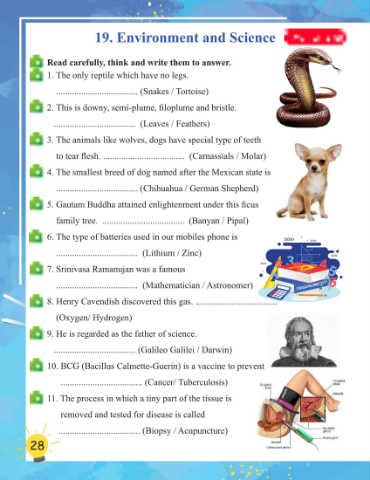 19. Environment and Science
Read carefully, think and write them to answer.
1. The only reptile which have no legs.
..................................... (Snakes / Tortoise)
2. This is downy, semi-plume, filoplume and bristle.
..................................... (Leaves / Feathers)
3. The animals like wolves, dogs have special type of teeth
to tear flesh. ..................................... (Carnassials / Molar)
4. The smallest breed of dog named after the Mexican state is
..................................... (Chihuahua / German Shepherd)
5. Gautam Buddha attained enlightenment under this ficus
family tree. ..................................... (Banyan / Pipal)
6. The type of batteries used in our mobiles phone is
..................................... (Lithium / Zinc)
7. Srinivasa Ramanujan was a famous
..................................... (Mathematician / Astronomer)
8. Henry Cavendish discovered this gas. .....................................
(Oxygen/ Hydrogen)
9. He is regarded as the father of science.
..................................... (Galileo Galilei / Darwin)
10. BCG (Bacillus Calmette-Guerin) is a vaccine to prevent
..................................... (Cancer/ Tuberculosis)
11. The process in which a tiny part of the tissue is
removed and tested for disease is called
..................................... (Biopsy / Acupuncture)
28